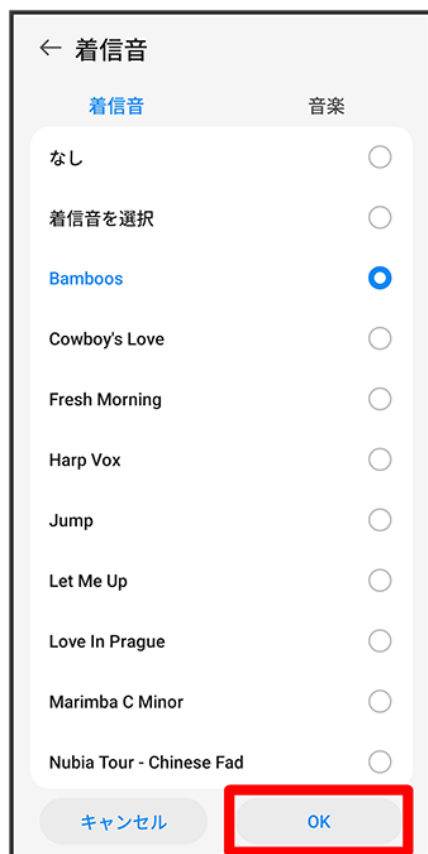 ← 着信音
着信音 音楽
なし
着信音を選択
Bamboos
Cowboy's Love
Fresh Morning
Harp Vox
Jump
Let Me Up
Love In Prague
Marimba C Minor
Nubia Tour - Chinese Fad
キャンセル OK